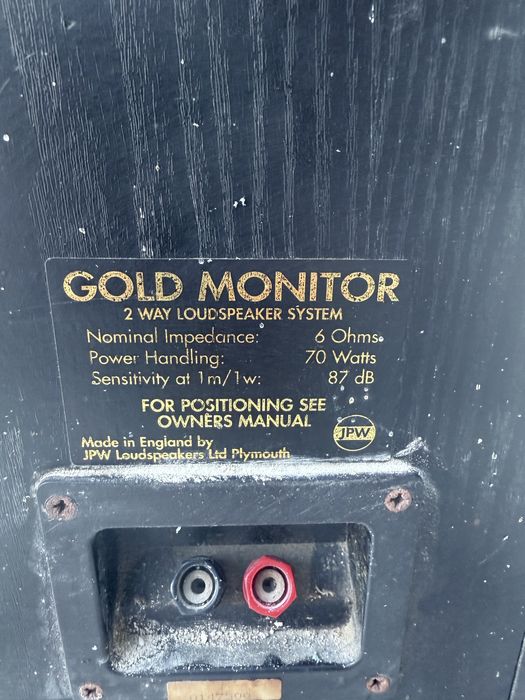 GOLD MONITOR
2 WAY LOUDSPEAKER SYSTEM
Nominal Impedance: 6 Ohms
Power Handling: 70 Watts
Sensitivity at 1m/1w: 87 dB
FOR POSITIONING SEE
OWNERS MANUAL
JPW
Made in England by
JPW Loudspeakers Ltd Plymouth